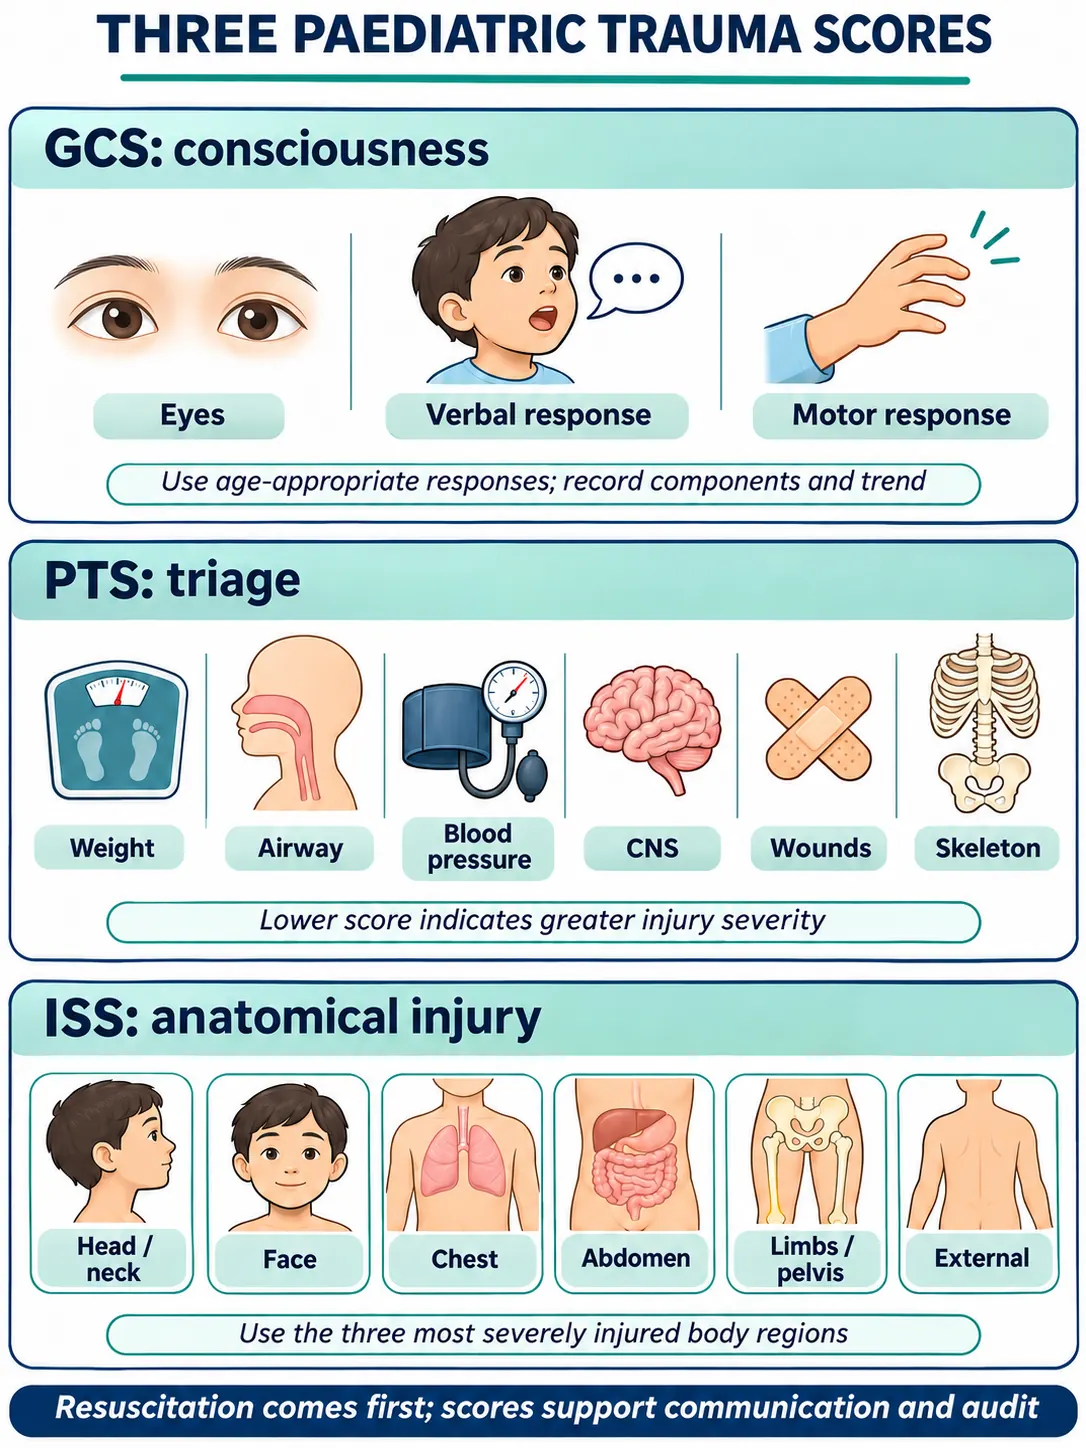 THREE PAEDIATRIC TRAUMA SCORES
GCS: consciousness
Eyes
Verbal response
Motor response
Use age-appropriate responses; record components and trend
PTS: triage
Weight
Airway
Blood
pressure
CNS
Wounds
Skeleton
Lower score indicates greater injury severity
ISS: anatomical injury
Head /
neck
Face
Chest
Abdomen
Limbs /
pelvis
External
Use the three most severely injured body regions
Resuscitation comes first; scores support communication and audit